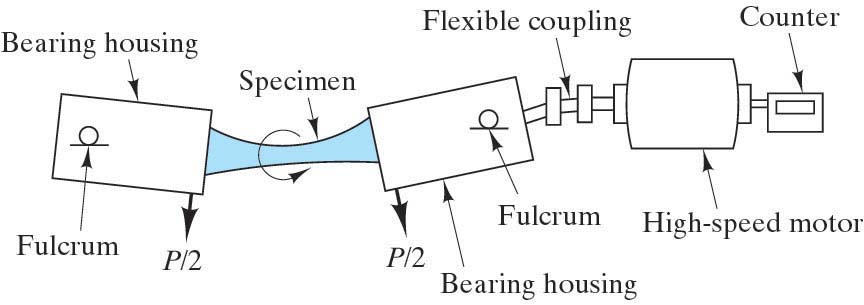 Flexible coupling
Counter
Bearing housing
Specimen
Fulcrum
P/2
P/2
Fulcrum
High-speed motor
Bearing housing